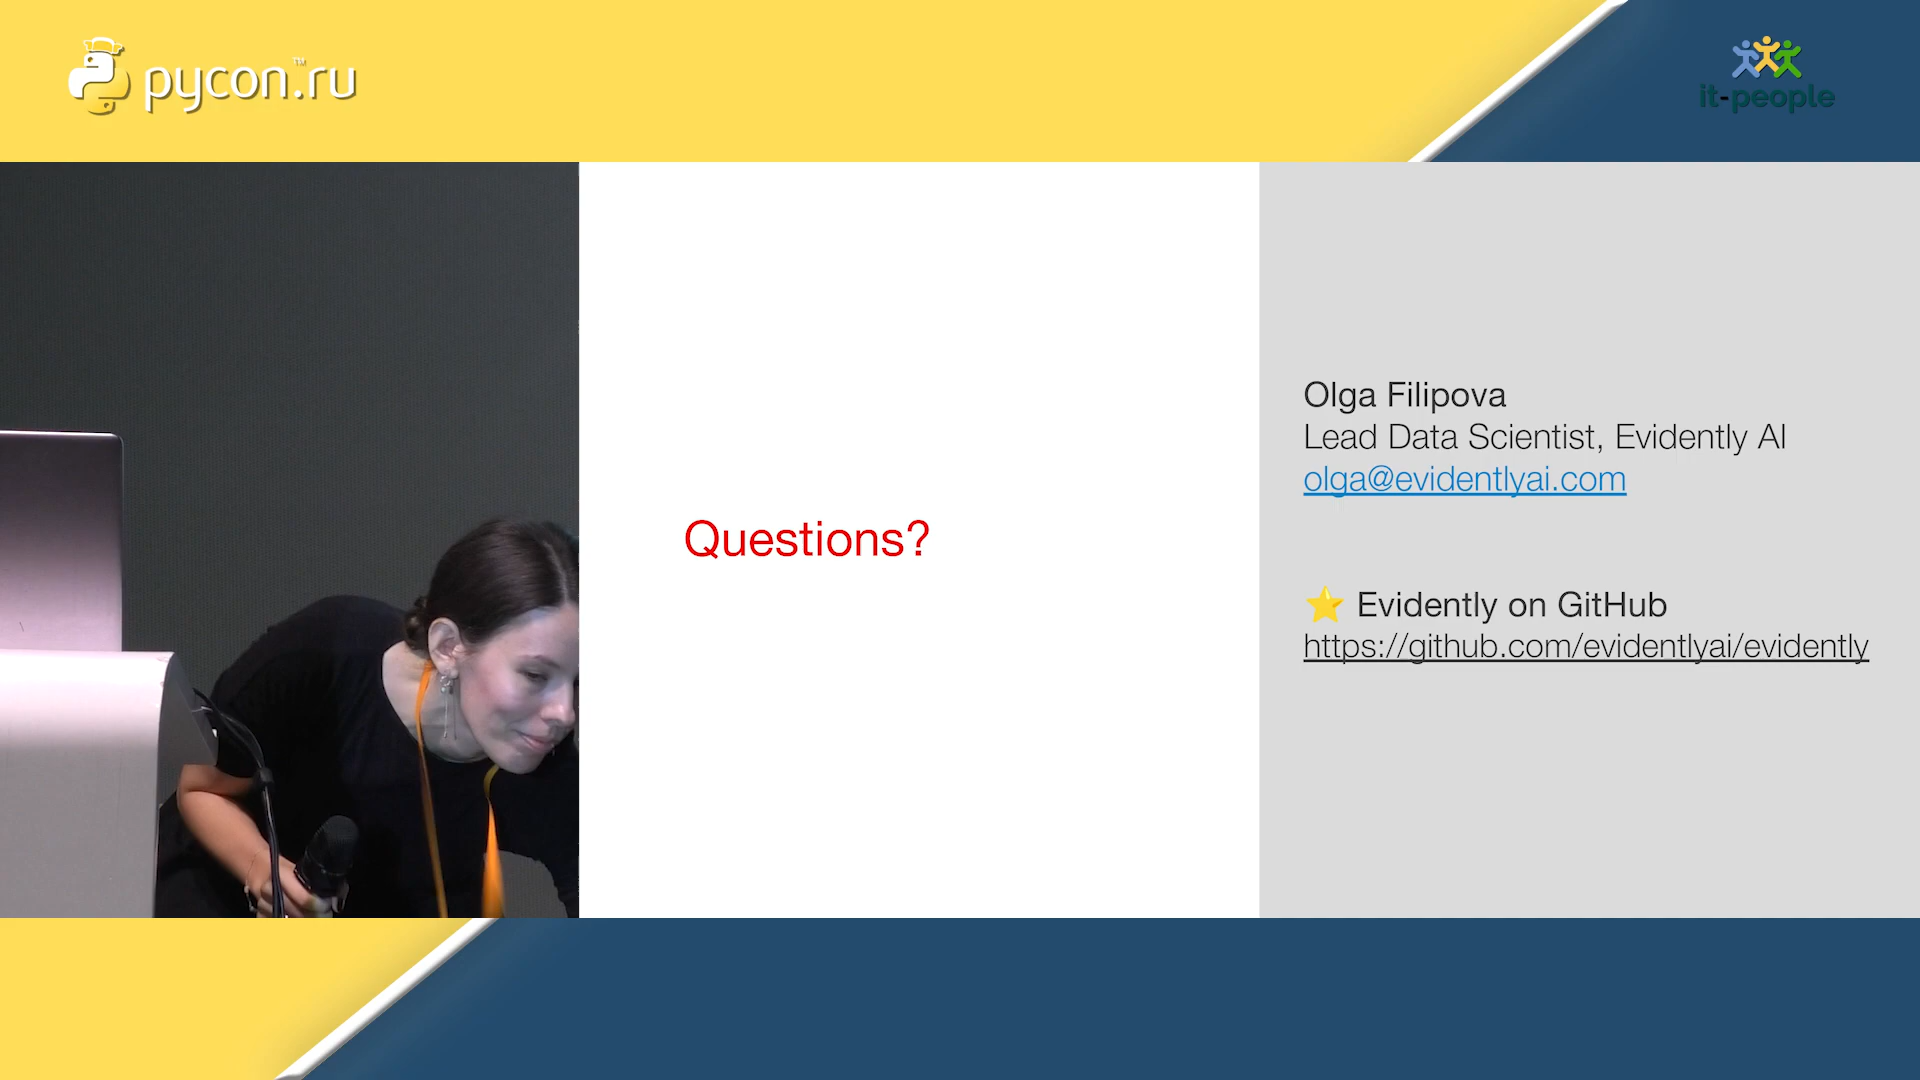 pycon.ru
TM
it-people
Questions?
Olga Filipova
Lead Data Scientist, Evidently AI
olga@evidentlyai.com
⭐ Evidently on GitHub
https://github.com/evidentlyai/evidently